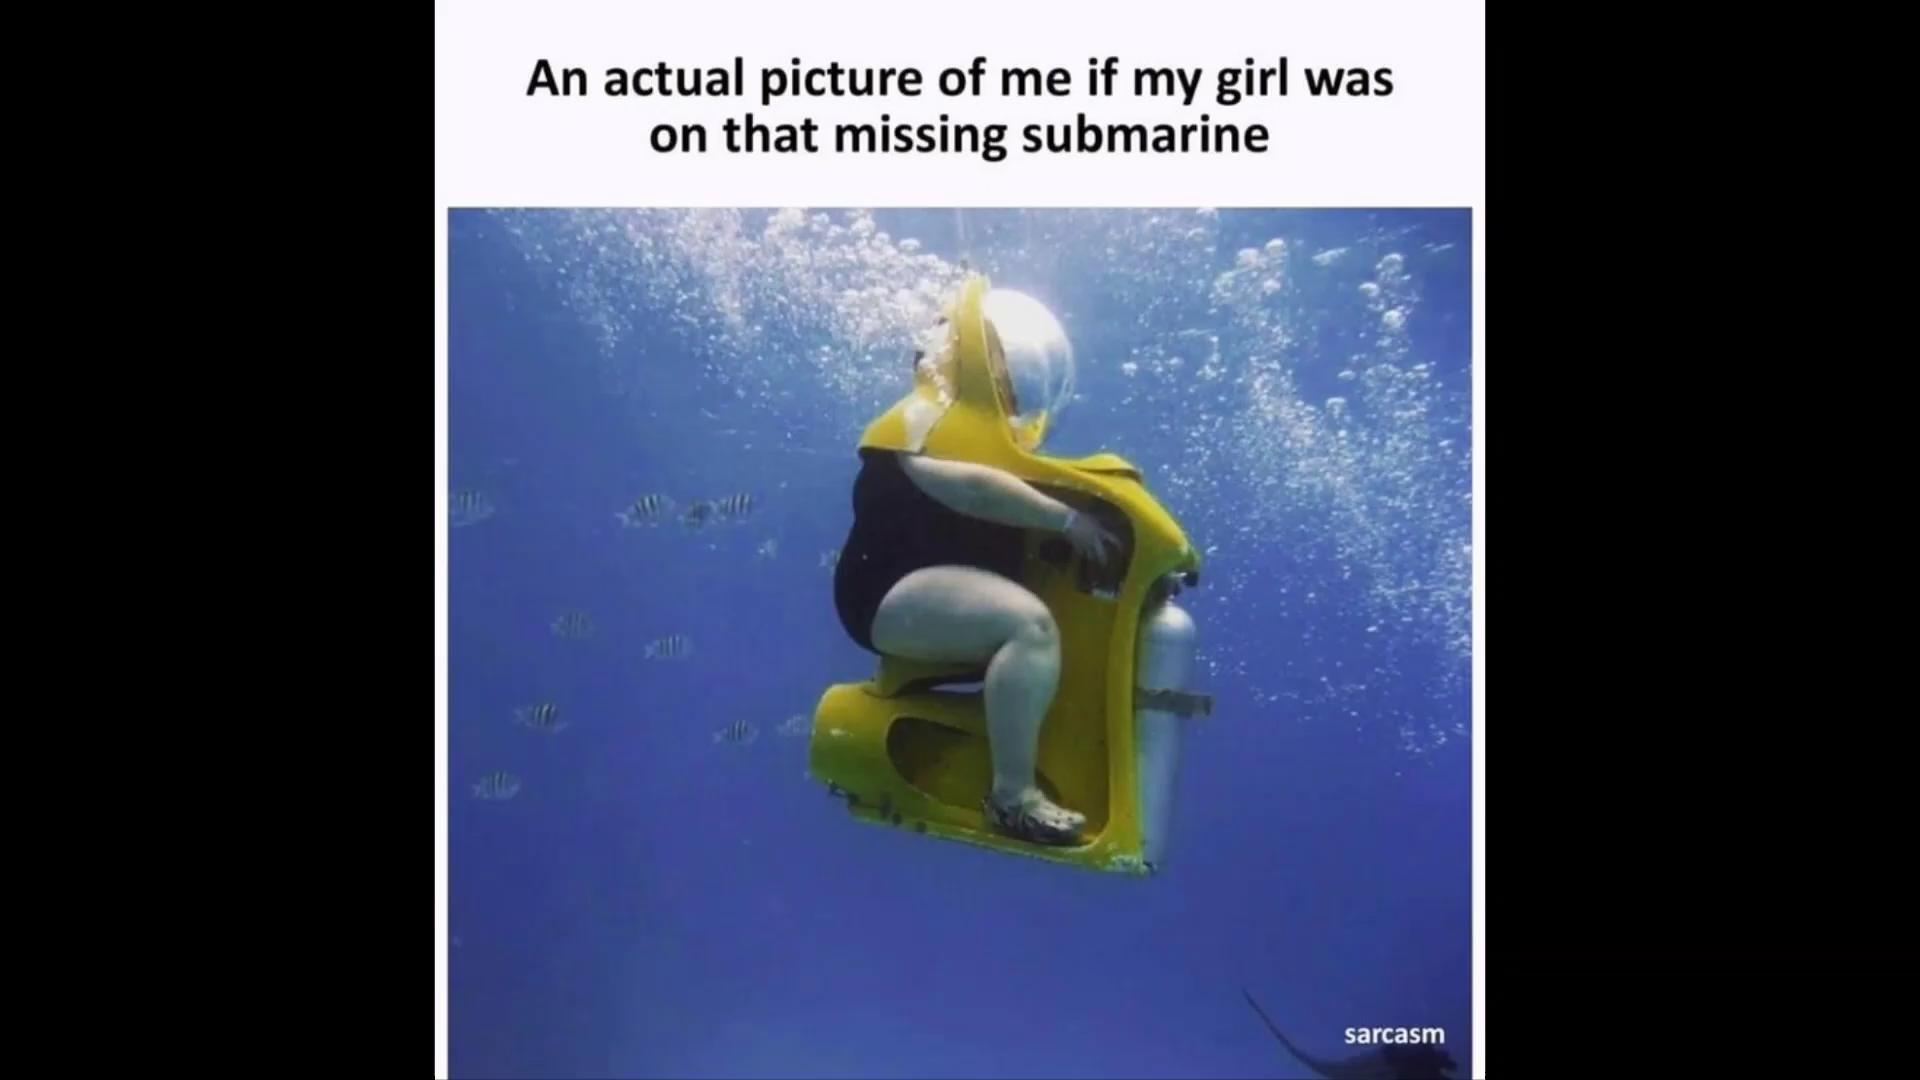 An actual picture of me if my girl was
on that missing submarine
sarcasm